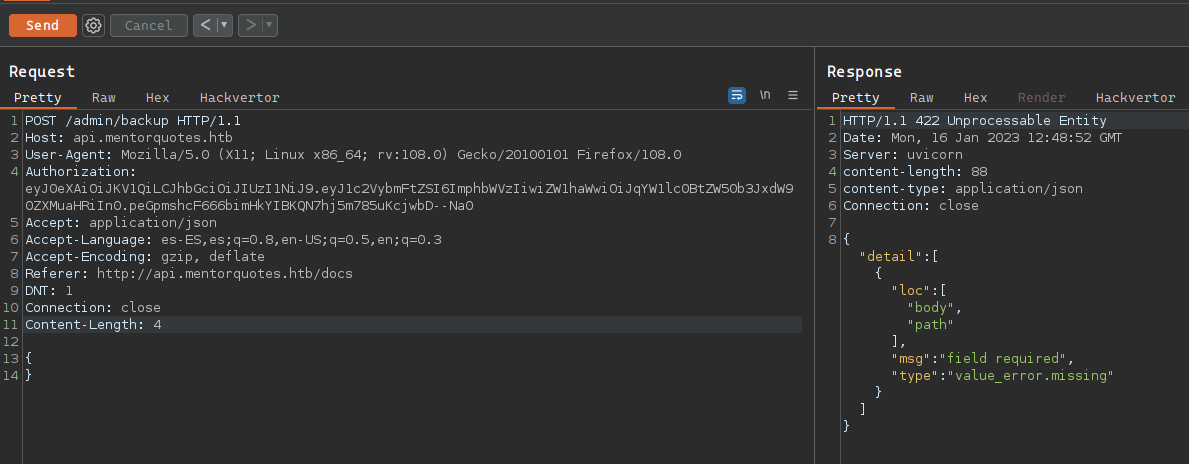 Send Cancel < ▼ > ▼
Request
Pretty Raw Hex Hackvertor \n
1 POST /admin/backup HTTP/1.1
2 Host: api.mentorquotes.htb
3 User-Agent: Mozilla/5.0 (X11; Linux x86_64; rv:108.0) Gecko/20100101 Firefox/108.0
4 Authorization:
eyJ0eXAiOiJKV1QiLCJhbGciOiJIUzI1NiJ9.eyJ1c2VybmFtZSI6ImphbWVzIiwiZW1haWwiOiJqYW1lc0BtZW50b3JxdW9
0ZXMuaHRiIn0.peGpmshcF666bimHkYIBKQN7hj5m785uKcjwbD--Na0
5 Accept: application/json
6 Accept-Language: es-ES,es;q=0.8,en-US;q=0.5,en;q=0.3
7 Accept-Encoding: gzip, deflate
8 Referer: http://api.mentorquotes.htb/docs
9 DNT: 1
10 Connection: close
11 Content-Length: 4
12
13 {
14 }
Response
Pretty Raw Hex Render Hackvertor
1 HTTP/1.1 422 Unprocessable Entity
2 Date: Mon, 16 Jan 2023 12:48:52 GMT
3 Server: uvicorn
4 content-length: 88
5 content-type: application/json
6 Connection: close
7
8 {
"detail":[
{
"loc":[
"body",
"path"
],
"msg":"field required",
"type":"value_error.missing"
}
]
}